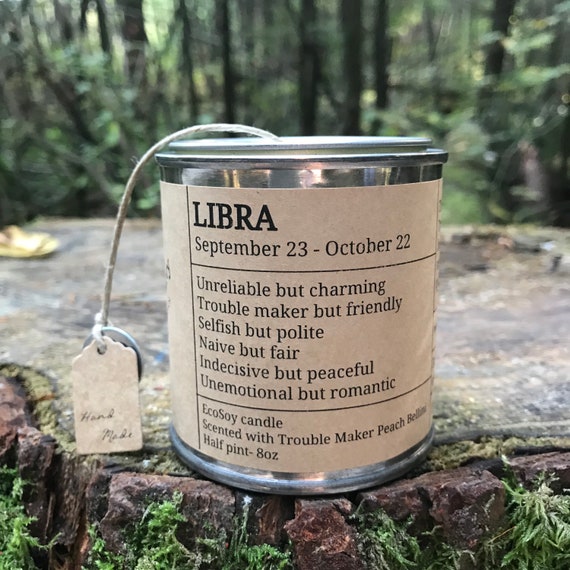 LIBRA
September 23 - October 22
Unreliable but charming
Trouble maker but friendly
Selfish but polite
Naive but fair
Indecisive but peaceful
Unemotional but romantic
EcoSoy candle
Scented with Trouble Maker Peach Bellini
Half pint- 8oz
Hand
Made